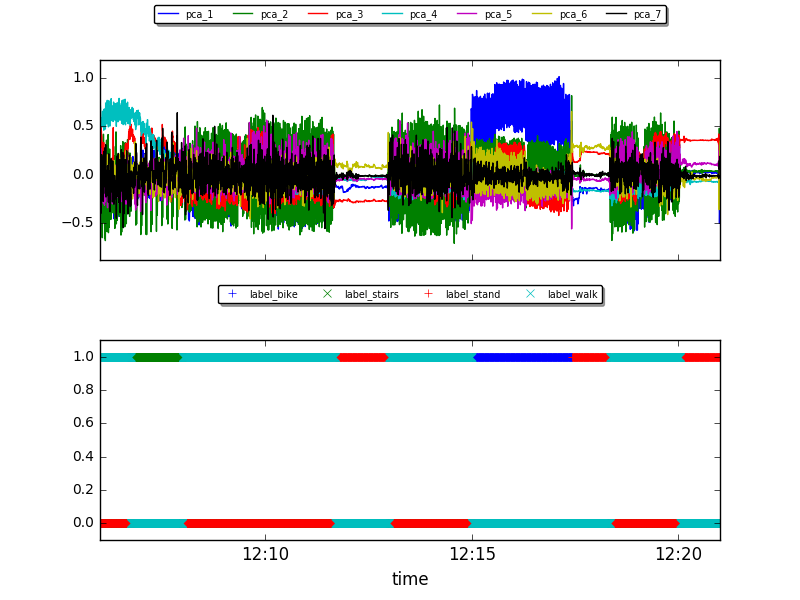 pca_1 pca_2 pca_3 pca_4 pca_5 pca_6 pca_7
1.0
0.5
0.0
−0.5
label_bike label_stairs label_stand label_walk
1.0
0.8
0.6
0.4
0.2
0.0
12:10 12:15 12:20
time